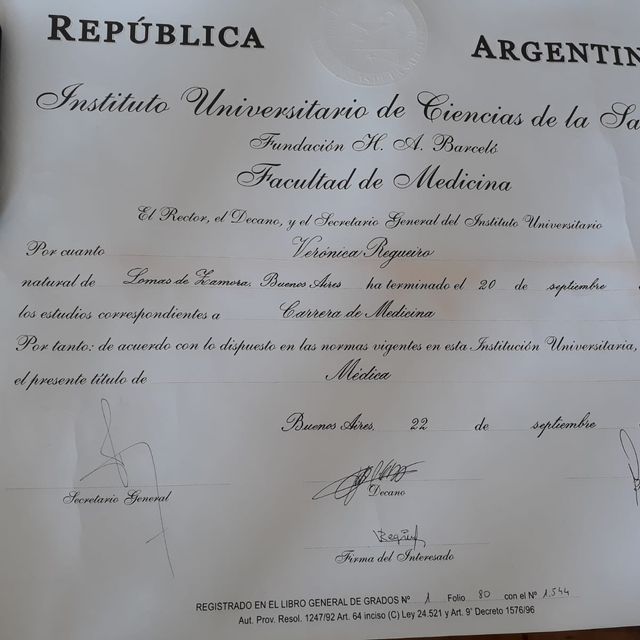 REPÚBLICA ARGENTIN
Instituto Universitario de Ciencias de la Sa
Fundación H. A. Barceló
Facultad de Medicina
El Rector, el Decano, y el Secretario General del Instituto Universitario
Por cuanto Verónica Regueiro
natural de Lomas de Zamora, Buenos Aires ha terminado el 20 de septiembre
los estudios correspondientes a Carrera de Medicina
Por tanto: de acuerdo con lo dispuesto en las normas vigentes en esta Institución Universitaria,
el presente título de Médica
Buenos Aires, 22 de septiembre
Secretario General
Decano
Firma del Interesado
REGISTRADO EN EL LIBRO GENERAL DE GRADOS Nº 1 Folio 80 con el Nº 1.544
Aut. Prov. Resol. 1247/92 Art. 64 inciso (C) Ley 24.521 y Art. 9° Decreto 1576/96